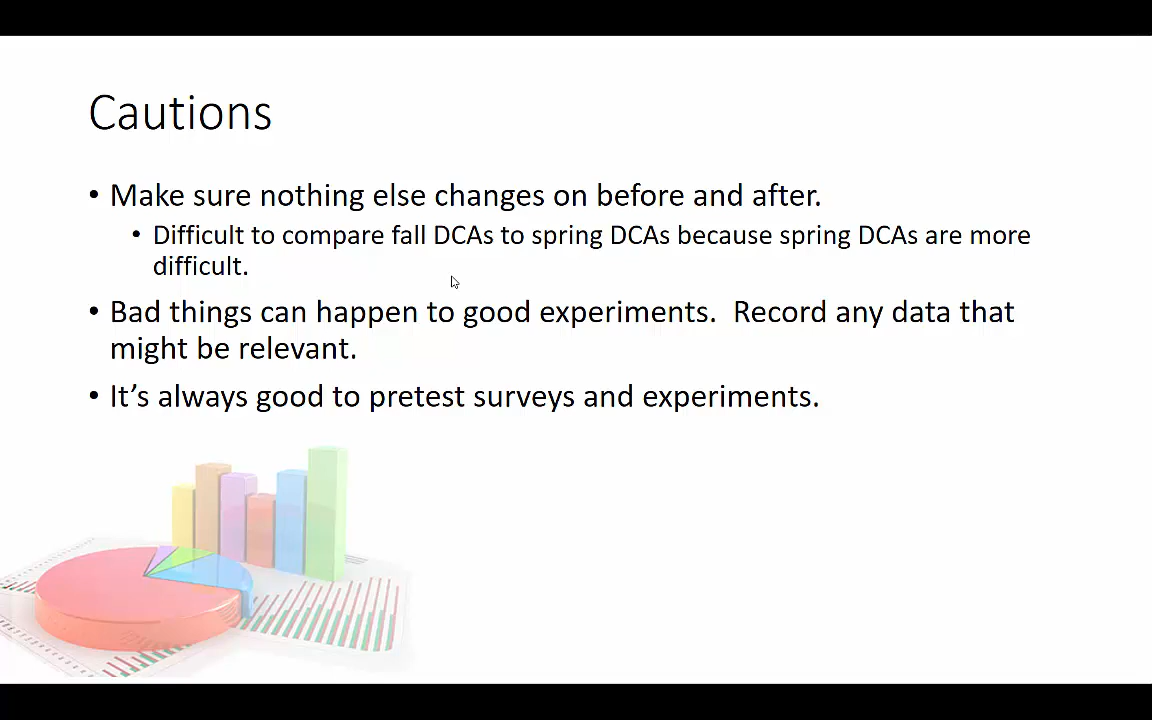 Cautions
• Make sure nothing else changes on before and after.
• Difficult to compare fall DCAs to spring DCAs because spring DCAs are more
difficult.
• Bad things can happen to good experiments.  Record any data that
might be relevant.
• It’s always good to pretest surveys and experiments.